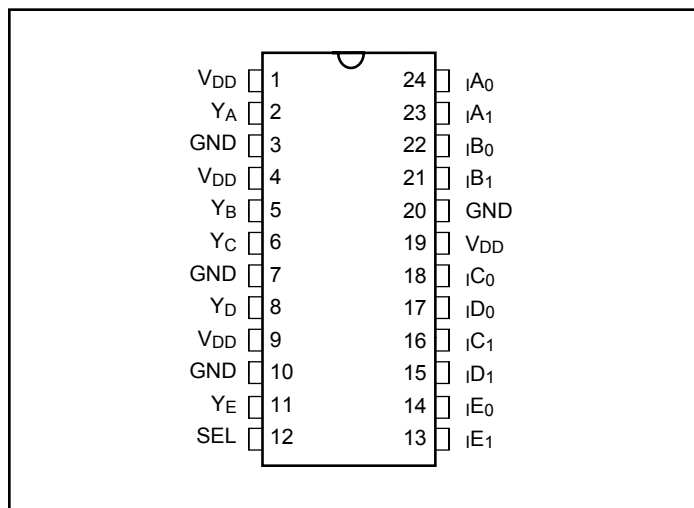 VDD 1 24 IA0
YA 2 23 IA1
GND 3 22 IB0
VDD 4 21 IB1
YB 5 20 GND
YC 6 19 VDD
GND 7 18 IC0
YD 8 17 ID0
VDD 9 16 IC1
GND 10 15 ID1
YE 11 14 IE0
SEL 12 13 IE1